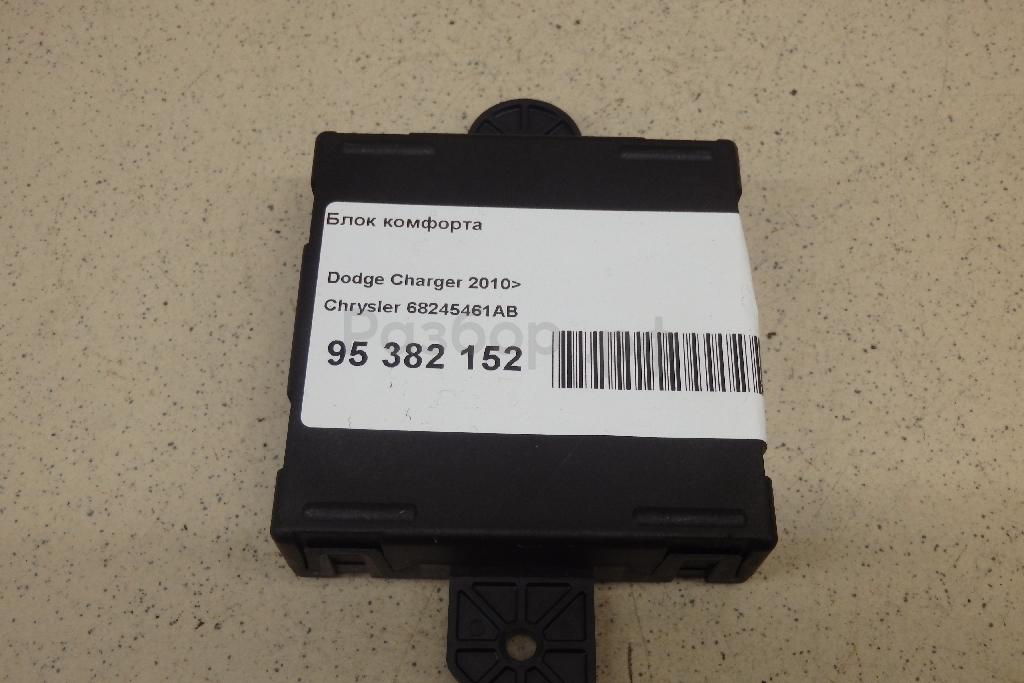 Блок комфорта
Dodge Charger 2010>
Chrysler 68245461AB
95 382 152